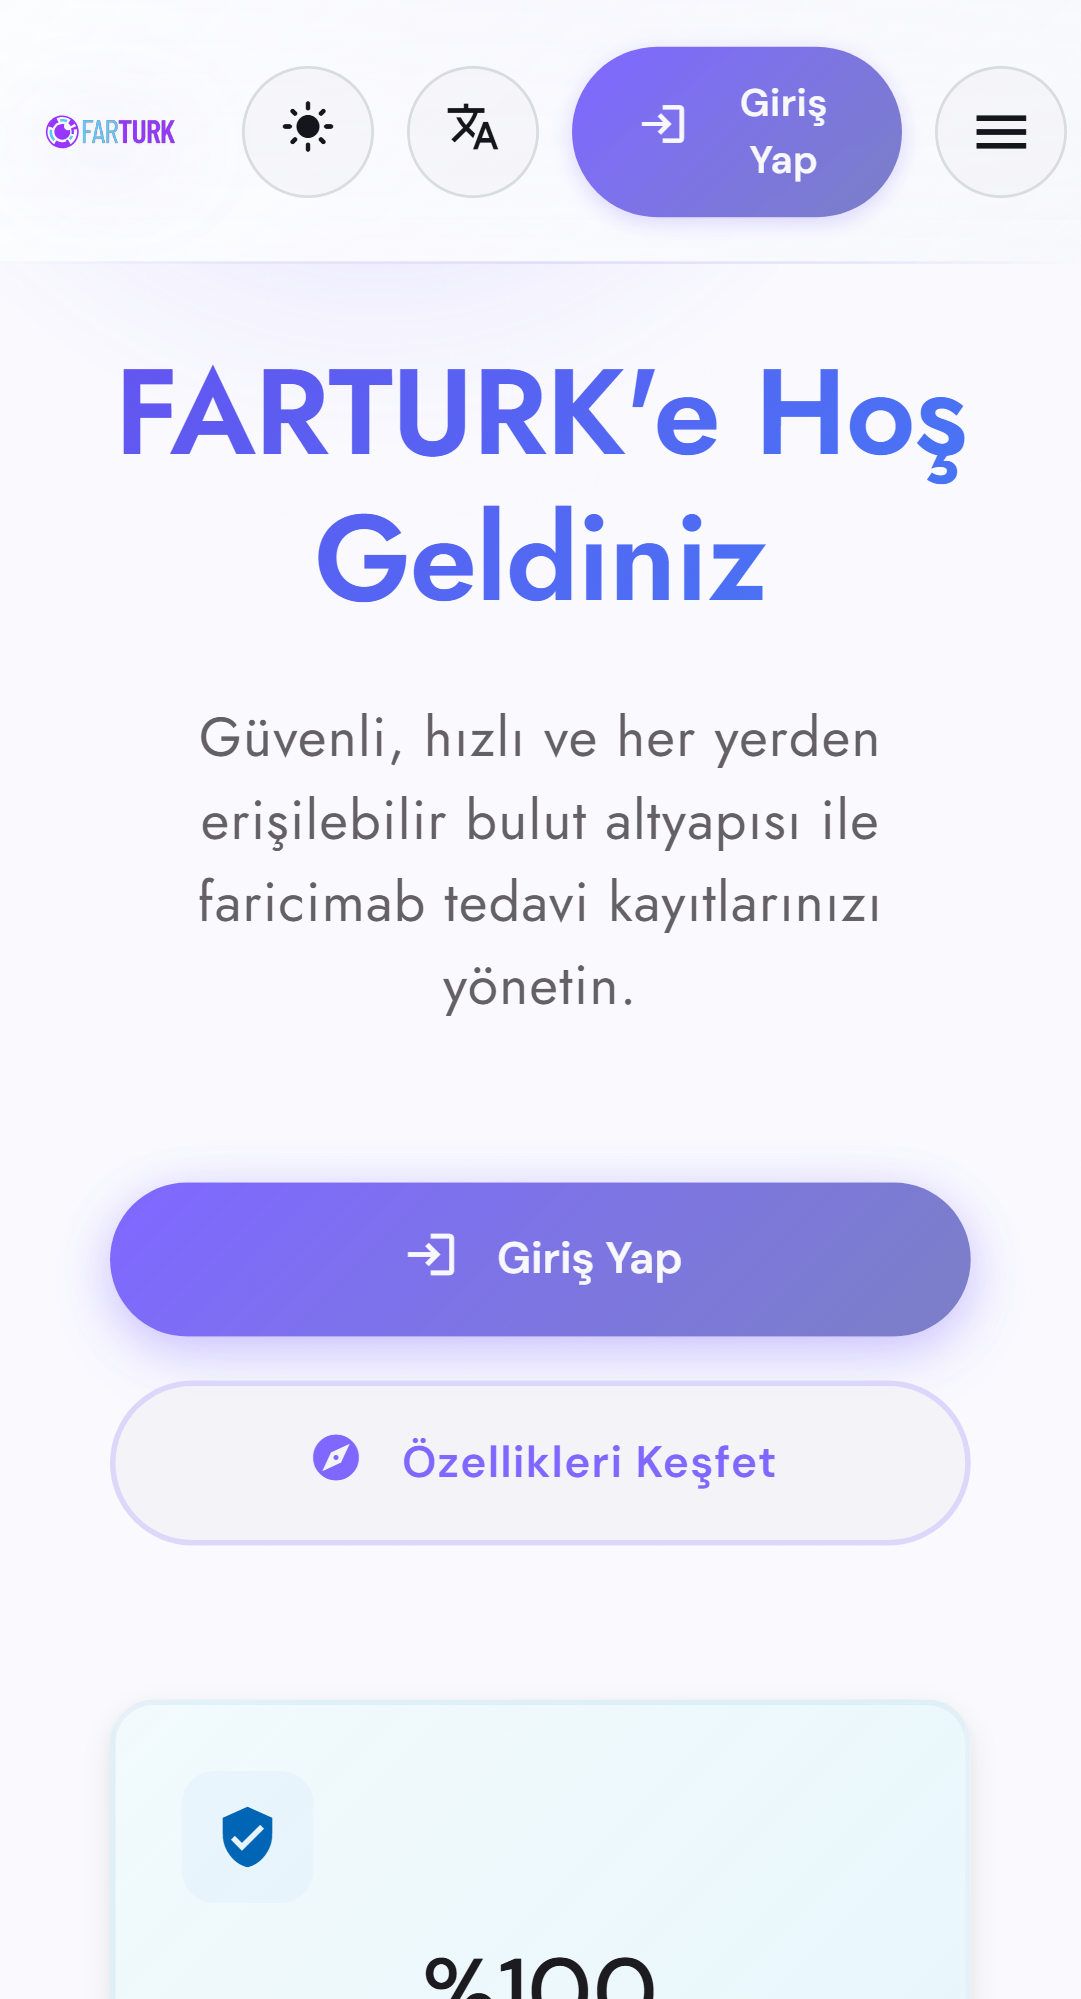 FARTURK
Giriş
Yap
FARTURK'e Hoş
Geldiniz
Güvenli, hızlı ve her yerden
erişilebilir bulut altyapısı ile
faricimab tedavi kayıtlarınızı
yönetin.
Giriş Yap
Özellikleri Keşfet
%100